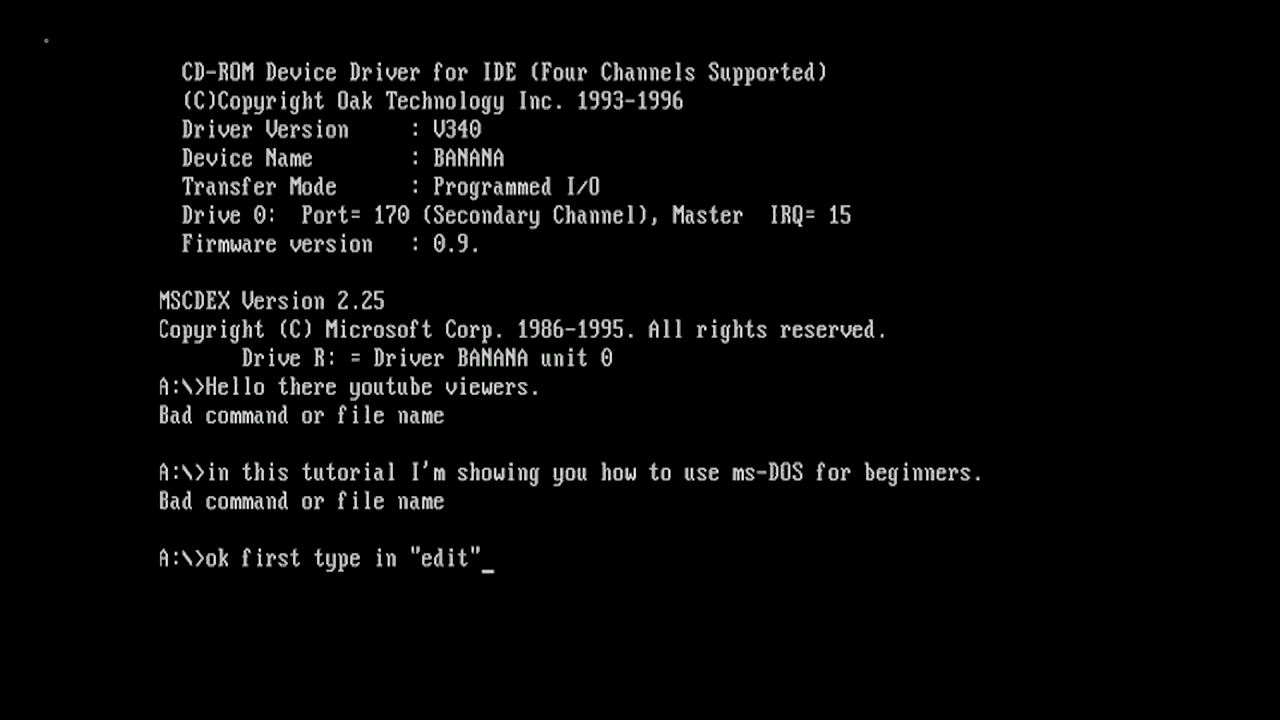 CD-ROM Device Driver for IDE (Four Channels Supported)
(C)Copyright Oak Technology Inc. 1993-1996
Driver Version : V340
Device Name : BANANA
Transfer Mode : Programmed I/O
Drive 0: Port= 170 (Secondary Channel), Master IRQ= 15
Firmware version : 0.9.
MSCDEX Version 2.25
Copyright (C) Microsoft Corp. 1986-1995. All rights reserved.
Drive R: = Driver BANANA unit 0
A:\>Hello there youtube viewers.
Bad command or file name
A:\>in this tutorial I'm showing you how to use ms-DOS for beginners.
Bad command or file name
A:\>ok first type in "edit"_